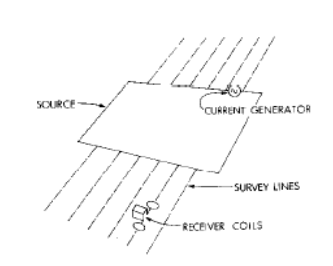 SOURCE
CURRENT GENERATOR
SURVEY LINES
RECEIVER COILS